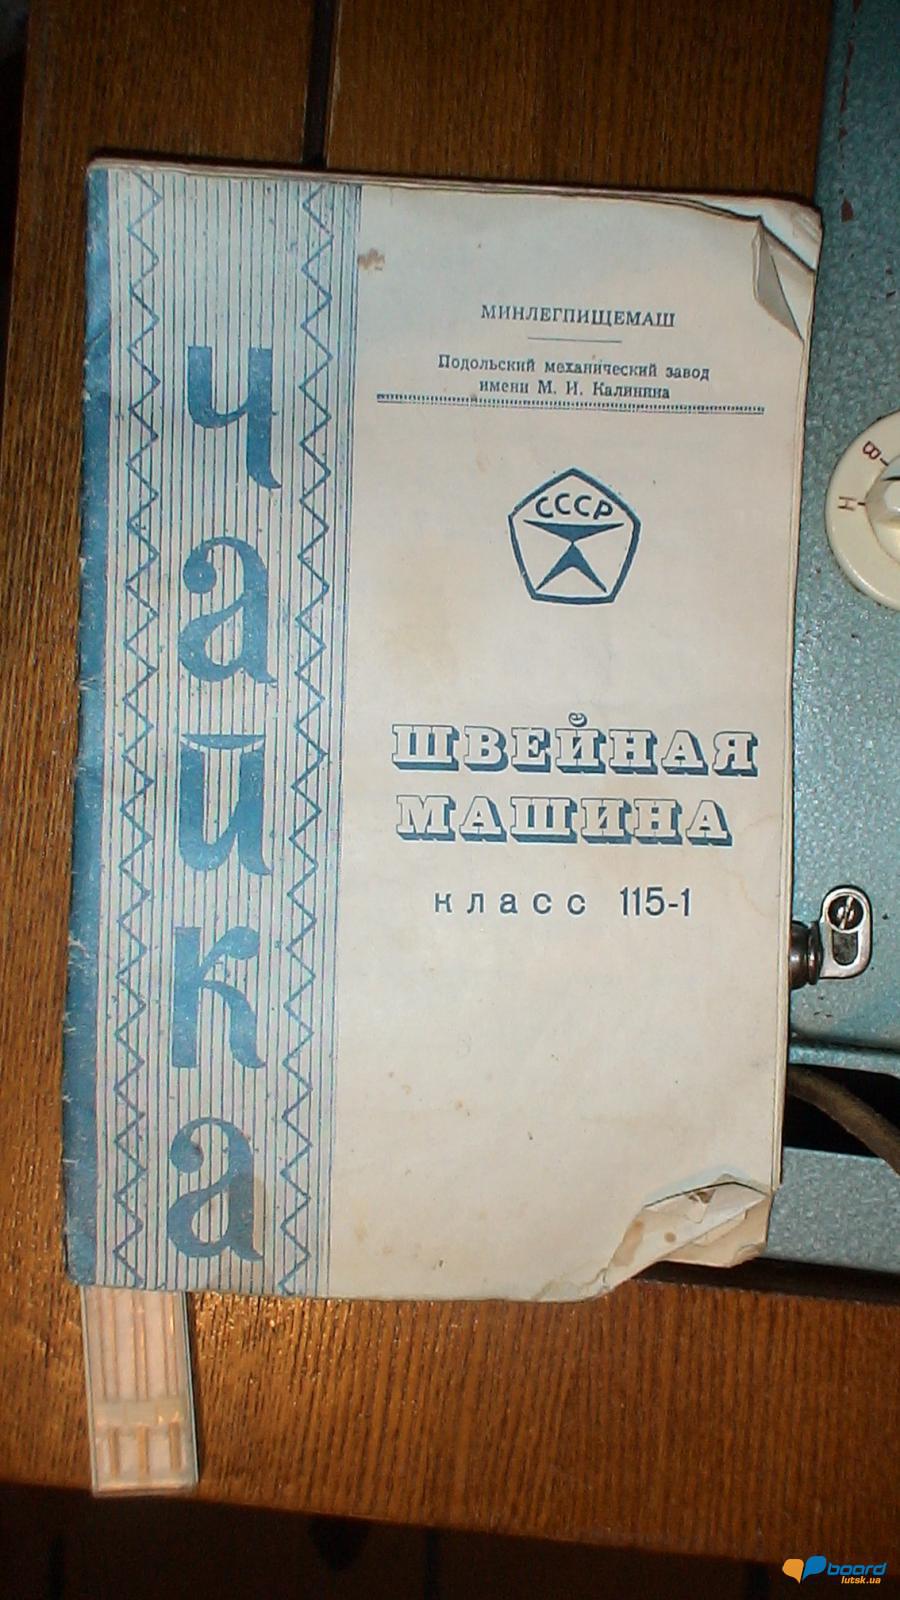 чайка
МИНЛЕГПИЩЕМАШ
Подольский механический завод
имени М. И. Калинина
СССР
ШВЕЙНАЯ
МАШИНА
класс 115-1
В
Н
board
lutsk.ua